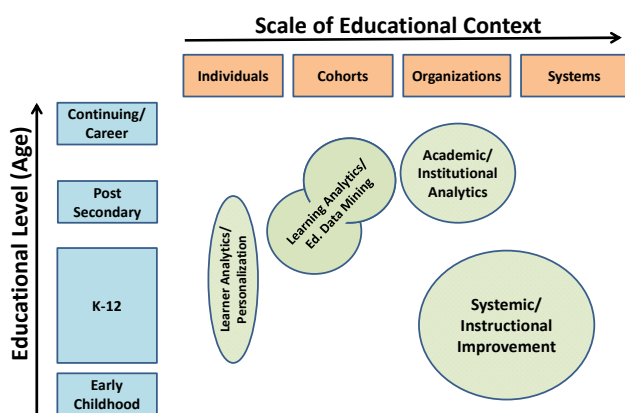 Scale of Educational Context
Individuals
Cohorts
Organizations
Systems
Educational Level (Age)
Continuing/
Career
Post
Secondary
K-12
Early
Childhood
Learner Analytics/
Personalization
Learning Analytics/
Ed. Data Mining
Academic/
Institutional
Analytics
Systemic/
Instructional
Improvement